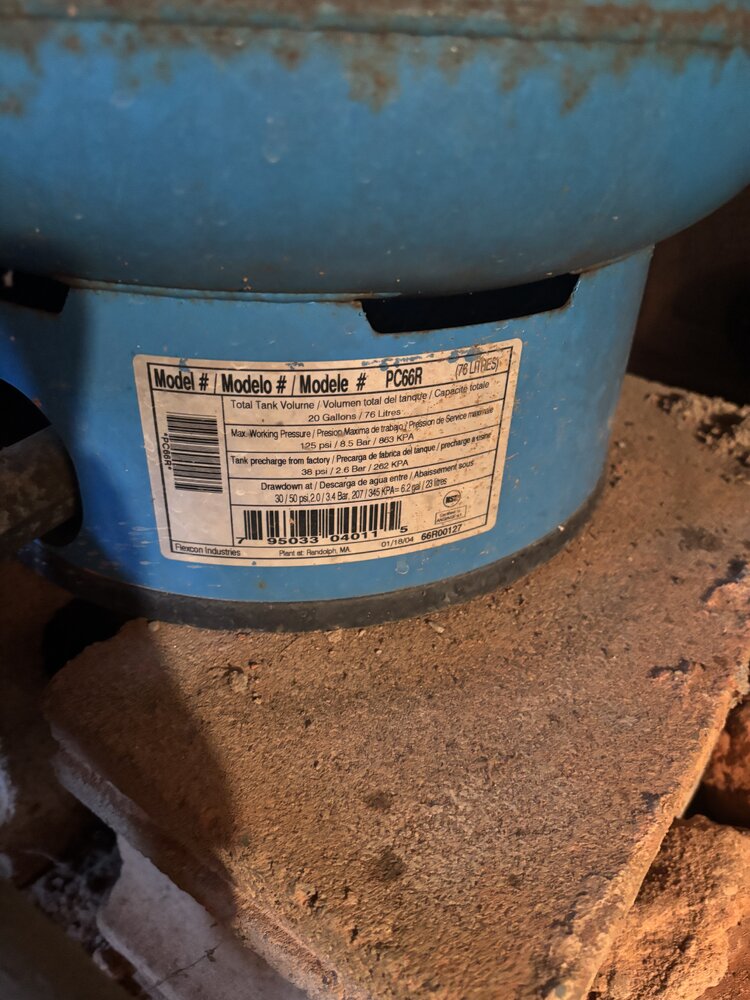 Model # / Modelo # / Modele # PC66R (76 LITRES)
Total Tank Volume / Volumen total del tanque / Capacité totale
20 Gallons / 76 Litres
*PC66R*
Max. Working Pressure / Presion Maxima de trabajo / Pression de Service maximale
125 psi / 8.5 Bar / 863 KPA
Tank precharge from factory / Precarga de fabrica del tanque / precharge a
38 psi / 2.6 Bar / 262 KPA
Drawdown at / Descarga de agua entre / Abaissement sous
30 / 50 psi, 2.0 / 3.4 Bar, 207 / 345 KPA= 6.2 gal / 23 litres
NSF
7 95033 04011 5
Flexcon Industries Plant at: Randolph, MA. 01/18/04 66R00127